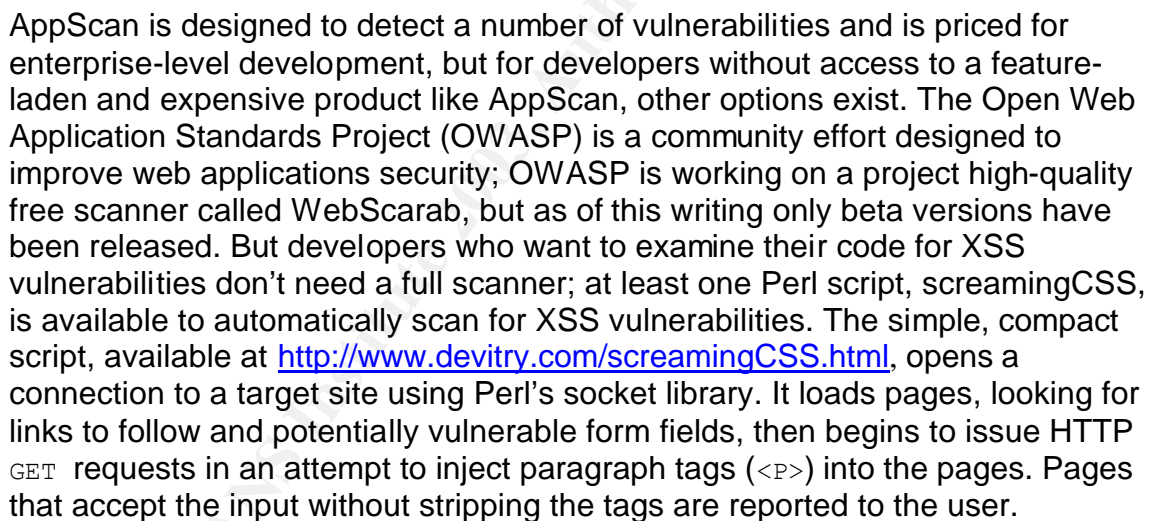 AppScan is designed to detect a number of vulnerabilities and is priced for
enterprise-level development, but for developers without access to a feature-
laden and expensive product like AppScan, other options exist. The Open Web
Application Standards Project (OWASP) is a community effort designed to
improve web applications security; OWASP is working on a project high-quality
free scanner called WebScarab, but as of this writing only beta versions have
been released. But developers who want to examine their code for XSS
vulnerabilities don’t need a full scanner; at least one Perl script, screamingCSS,
is available to automatically scan for XSS vulnerabilities. The simple, compact
script, available at http://www.devitry.com/screamingCSS.html, opens a
connection to a target site using Perl’s socket library. It loads pages, looking for
links to follow and potentially vulnerable form fields, then begins to issue HTTP
GET requests in an attempt to inject paragraph tags (<P>) into the pages. Pages
that accept the input without stripping the tags are reported to the user.